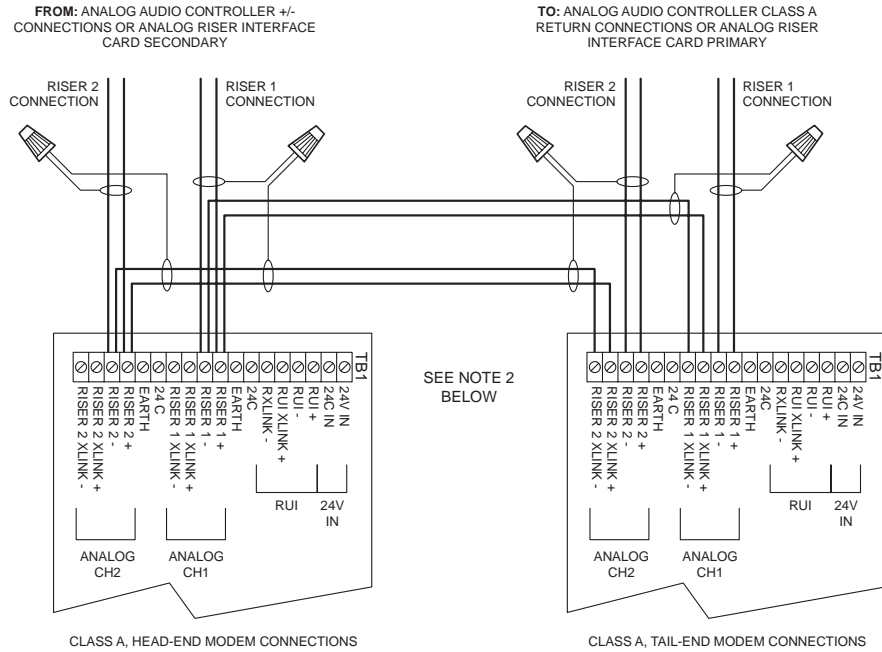 FROM: ANALOG AUDIO CONTROLLER +/-
CONNECTIONS OR ANALOG RISER INTERFACE
CARD SECONDARY
TO: ANALOG AUDIO CONTROLLER CLASS A
RETURN CONNECTIONS OR ANALOG RISER
INTERFACE CARD PRIMARY
RISER 2
CONNECTION
RISER 1
CONNECTION
RISER 2
CONNECTION
RISER 1
CONNECTION
TB1
RISER 2 XLINK -
RISER 2 XLINK +
RISER 2 -
RISER 2 +
EARTH
24 C
RISER 1 XLINK -
RISER 1 XLINK +
RISER 1 -
RISER 1 +
EARTH
24C
RXLINK -
RUI XLINK +
RUI -
RUI +
24C IN
24V IN
RUI
24V
IN
ANALOG
CH2
ANALOG
CH1
SEE NOTE 2
BELOW
TB1
RISER 2 XLINK -
RISER 2 XLINK +
RISER 2 -
RISER 2 +
EARTH
24 C
RISER 1 XLINK -
RISER 1 XLINK +
RISER 1 -
RISER 1 +
EARTH
24C
RXLINK -
RUI XLINK +
RUI -
RUI +
24C IN
24V IN
RUI
24V
IN
ANALOG
CH2
ANALOG
CH1
CLASS A, HEAD-END MODEM CONNECTIONS
CLASS A, TAIL-END MODEM CONNECTIONS